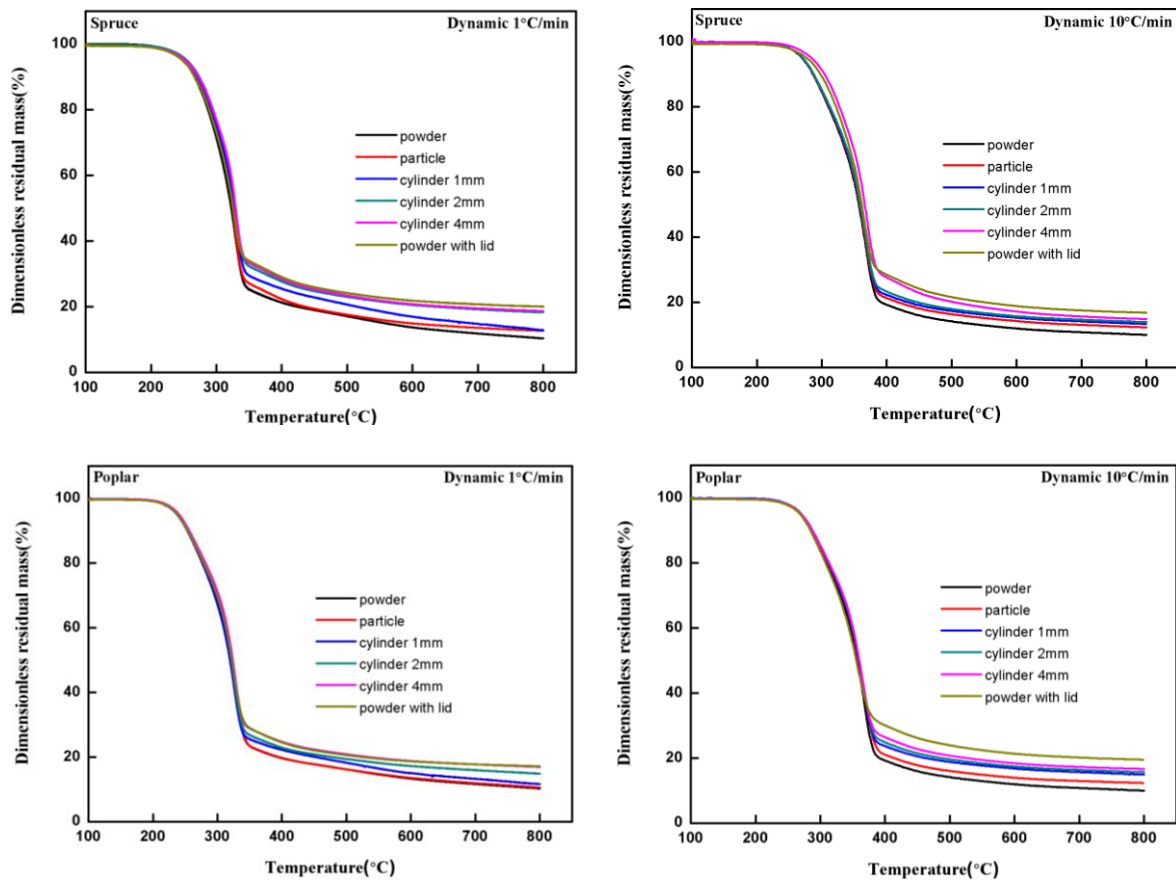 Spruce Dynamic 1°C/min
Dimensionless residual mass(%)
100
80
60
40
20
0
powder
particle
cylinder 1mm
cylinder 2mm
cylinder 4mm
powder with lid
100 200 300 400 500 600 700 800
Temperature(°C)
Spruce Dynamic 10°C/min
Dimensionless residual mass(%)
100
80
60
40
20
0
powder
particle
cylinder 1mm
cylinder 2mm
cylinder 4mm
powder with lid
100 200 300 400 500 600 700 800
Temperature(°C)
Poplar Dynamic 1°C/min
Dimensionless residual mass(%)
100
80
60
40
20
0
powder
particle
cylinder 1mm
cylinder 2mm
cylinder 4mm
powder with lid
100 200 300 400 500 600 700 800
Temperature(°C)
Poplar Dynamic 10°C/min
Dimensionless residual mass(%)
100
80
60
40
20
0
powder
particle
cylinder 1mm
cylinder 2mm
cylinder 4mm
powder with lid
100 200 300 400 500 600 700 800
Temperature(°C)